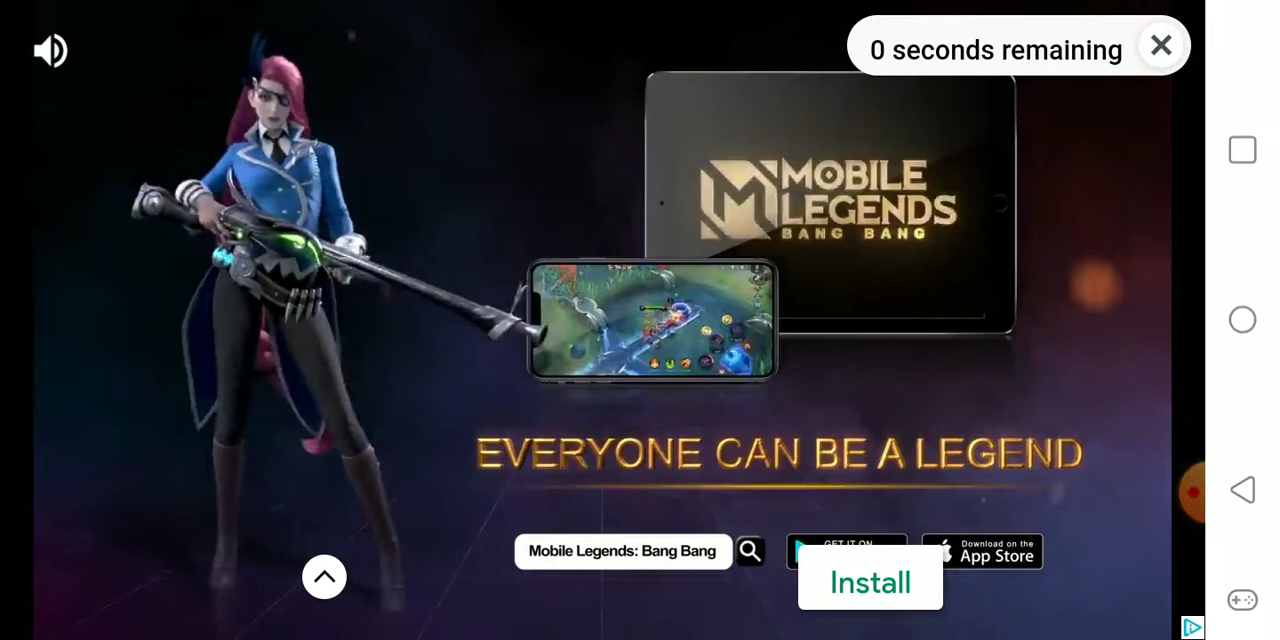 0 seconds remaining
MOBILE
LEGENDS
BANG BANG
EVERYONE CAN BE A LEGEND
Mobile Legends: Bang Bang
GET IT ON
Download on the
App Store
Install